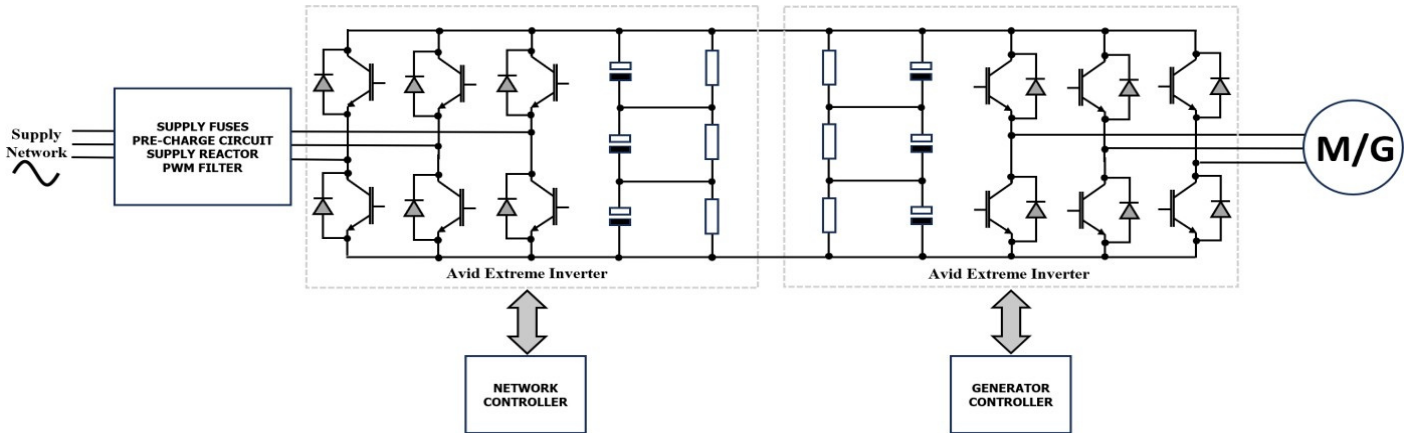 Supply
Network
SUPPLY FUSES
PRE-CHARGE CIRCUIT
SUPPLY REACTOR
PWM FILTER
Avid Extreme Inverter
Avid Extreme Inverter
M/G
NETWORK
CONTROLLER
GENERATOR
CONTROLLER